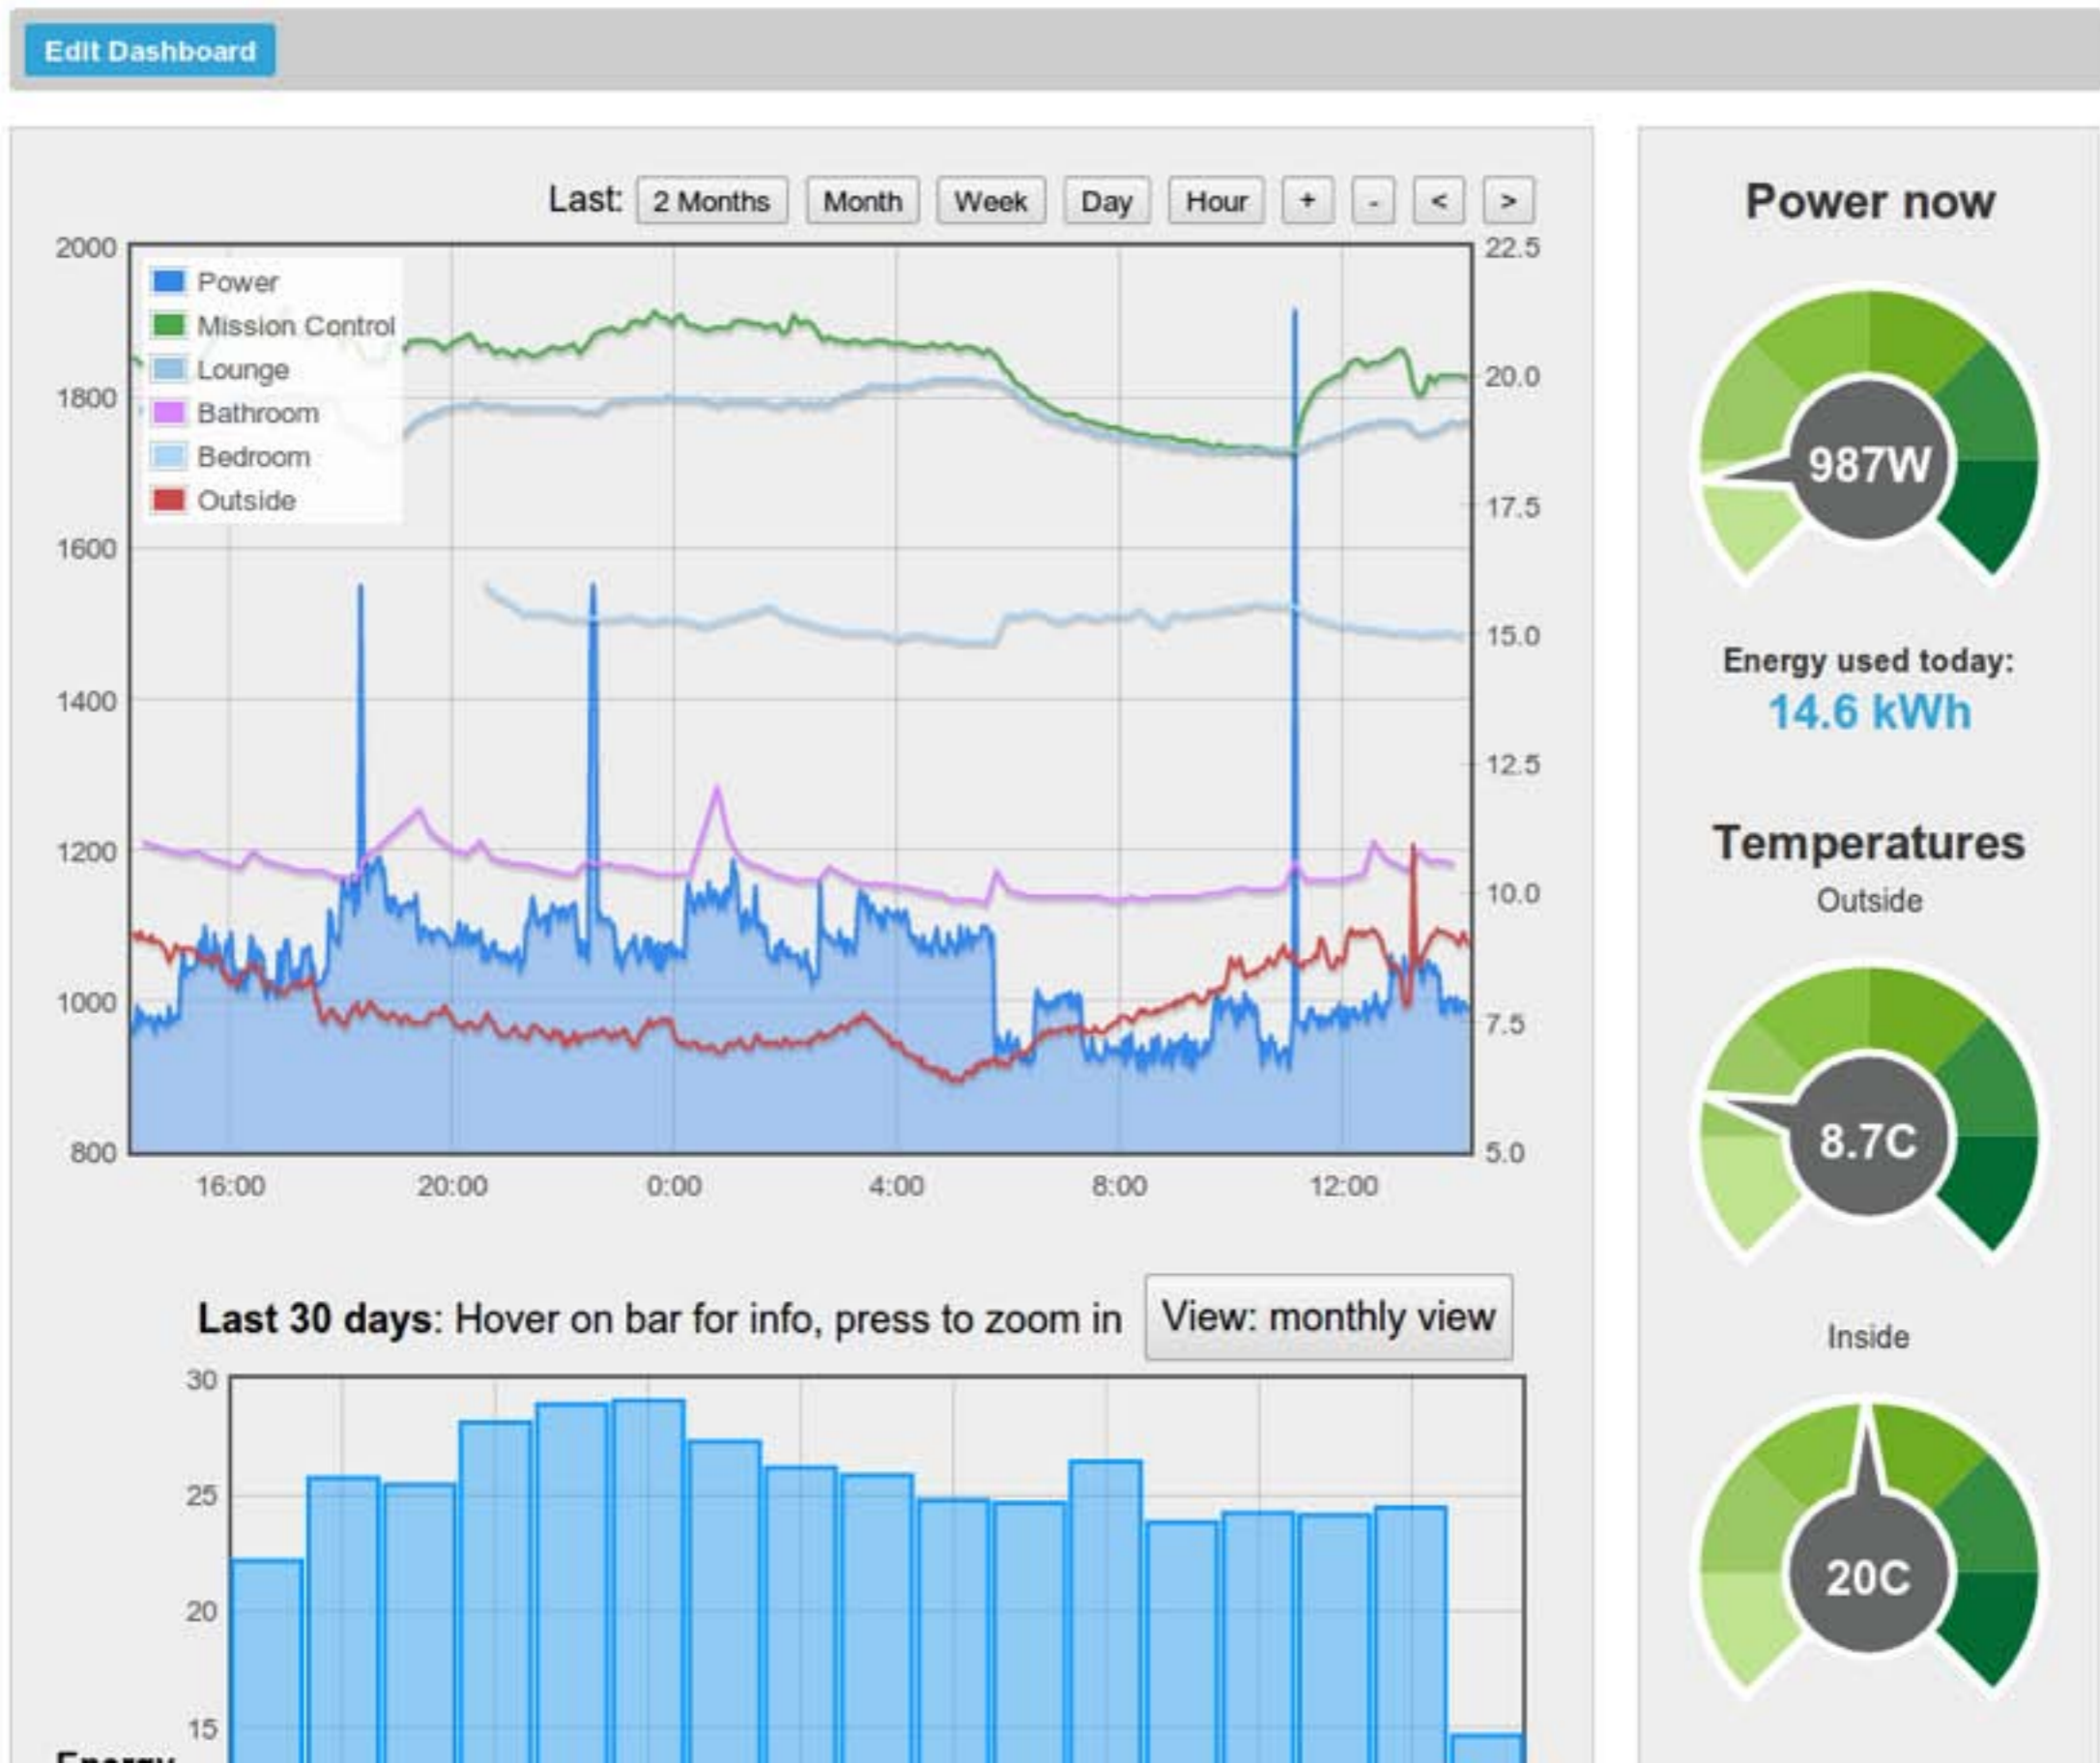 Edit Dashboard
Last: 2 Months Month Week Day Hour + - < >
2000 22.5
Power
Mission Control
Lounge
Bathroom
Bedroom
Outside
20.0
1800
17.5
1600
15.0
1400
12.5
1200
10.0
1000
7.5
800 5.0
16:00 20:00 0:00 4:00 8:00 12:00
Last 30 days: Hover on bar for info, press to zoom in View: monthly view
30
25
20
15
Energy
Power now
987W
Energy used today:
14.6 kWh
Temperatures
Outside
8.7C
Inside
20C